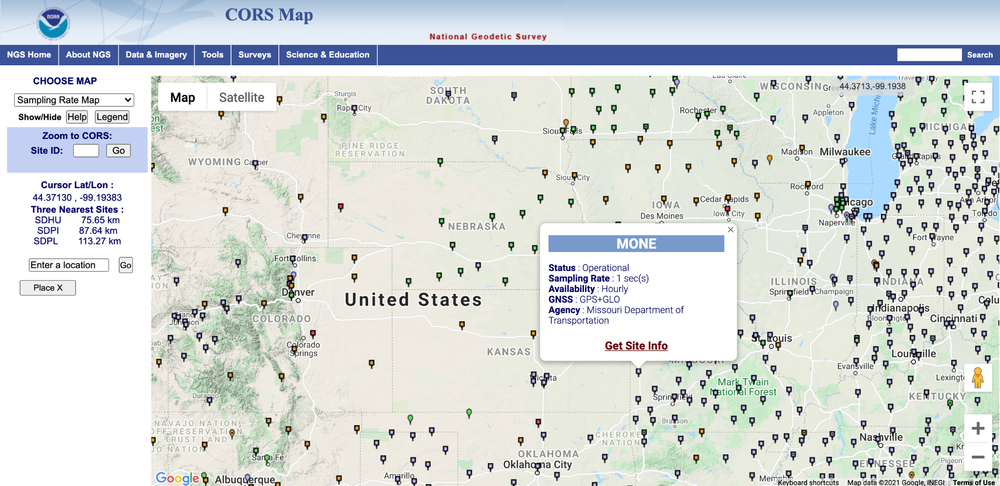 NOAA
CORS Map
National Geodetic Survey
NGS Home
About NGS
Data & Imagery
Tools
Surveys
Science & Education
Search
CHOOSE MAP
Sampling Rate Map
Show/Hide Help Legend
Zoom to CORS:
Site ID: Go
Cursor Lat/Lon :
44.37130 , -99.19383
Three Nearest Sites :
SDHU 75.65 km
SDPI 87.64 km
SDPL 113.27 km
Enter a location Go
Place X
Map Satellite
44.3713,-99.1938
Sturgis
Rapid City
SOUTH
DAKOTA
Eau Claire
WISCONSIN
Appleton
Lake Michigan
MICHIGAN
Rochester
Sioux Falls
PINE RIDGE
RESERVATION
WYOMING
Casper
Sioux City
Madison
Milwaukee
Grand Rapids
Rockford
IOWA
Cedar Rapids
Iowa City
Des Moines
Naperville
Ann Arbor
Toledo
Fort Wayne
NEBRASKA
Cheyenne
Fort Collins
Denver
United States
COLORADO
Grand
Junction
Colorado
Springs
KANSAS
MONE
Status : Operational
Sampling Rate : 1 sec(s)
Availability : Hourly
GNSS : GPS+GLO
Agency : Missouri Department of
Transportation
Get Site Info
ILLINOIS
Springfield
Champaign
INDIANA
Indianapolis
Bloomington
Cincinnati
St. Louis
MISSOURI
Louisville
Evansville
Wichita
Mark Twain
National Forest
Springfield
Branson
KENTUCKY
Durango
NAVAJO NATION,
OFF-RESERVATION
TRUST LAND
CHEROKEE
NATION
Nashville
Santa Fe
OKLAHOMA
Oklahoma City
TENNESSEE
Pigeon
Google
Albuquerque
Amarillo
Memphis
Keyboard shortcuts
Map data ©2021 Google, INEGI
Terms of Use